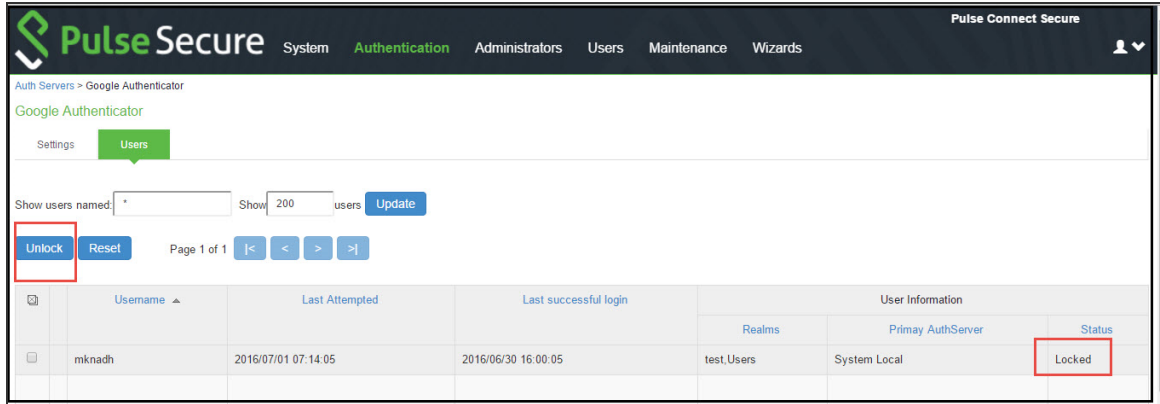 Pulse Connect Secure
Pulse Secure System Authentication Administrators Users Maintenance Wizards
Auth Servers > Google Authenticator
Google Authenticator
Settings Users
Show users named: * Show 200 users Update
Unlock Reset Page 1 of 1 |< < > >|
Username Last Attempted Last successful login User Information
Realms Primay AuthServer Status
mknadh 2016/07/01 07:14:05 2016/06/30 16:00:05 test,Users System Local Locked